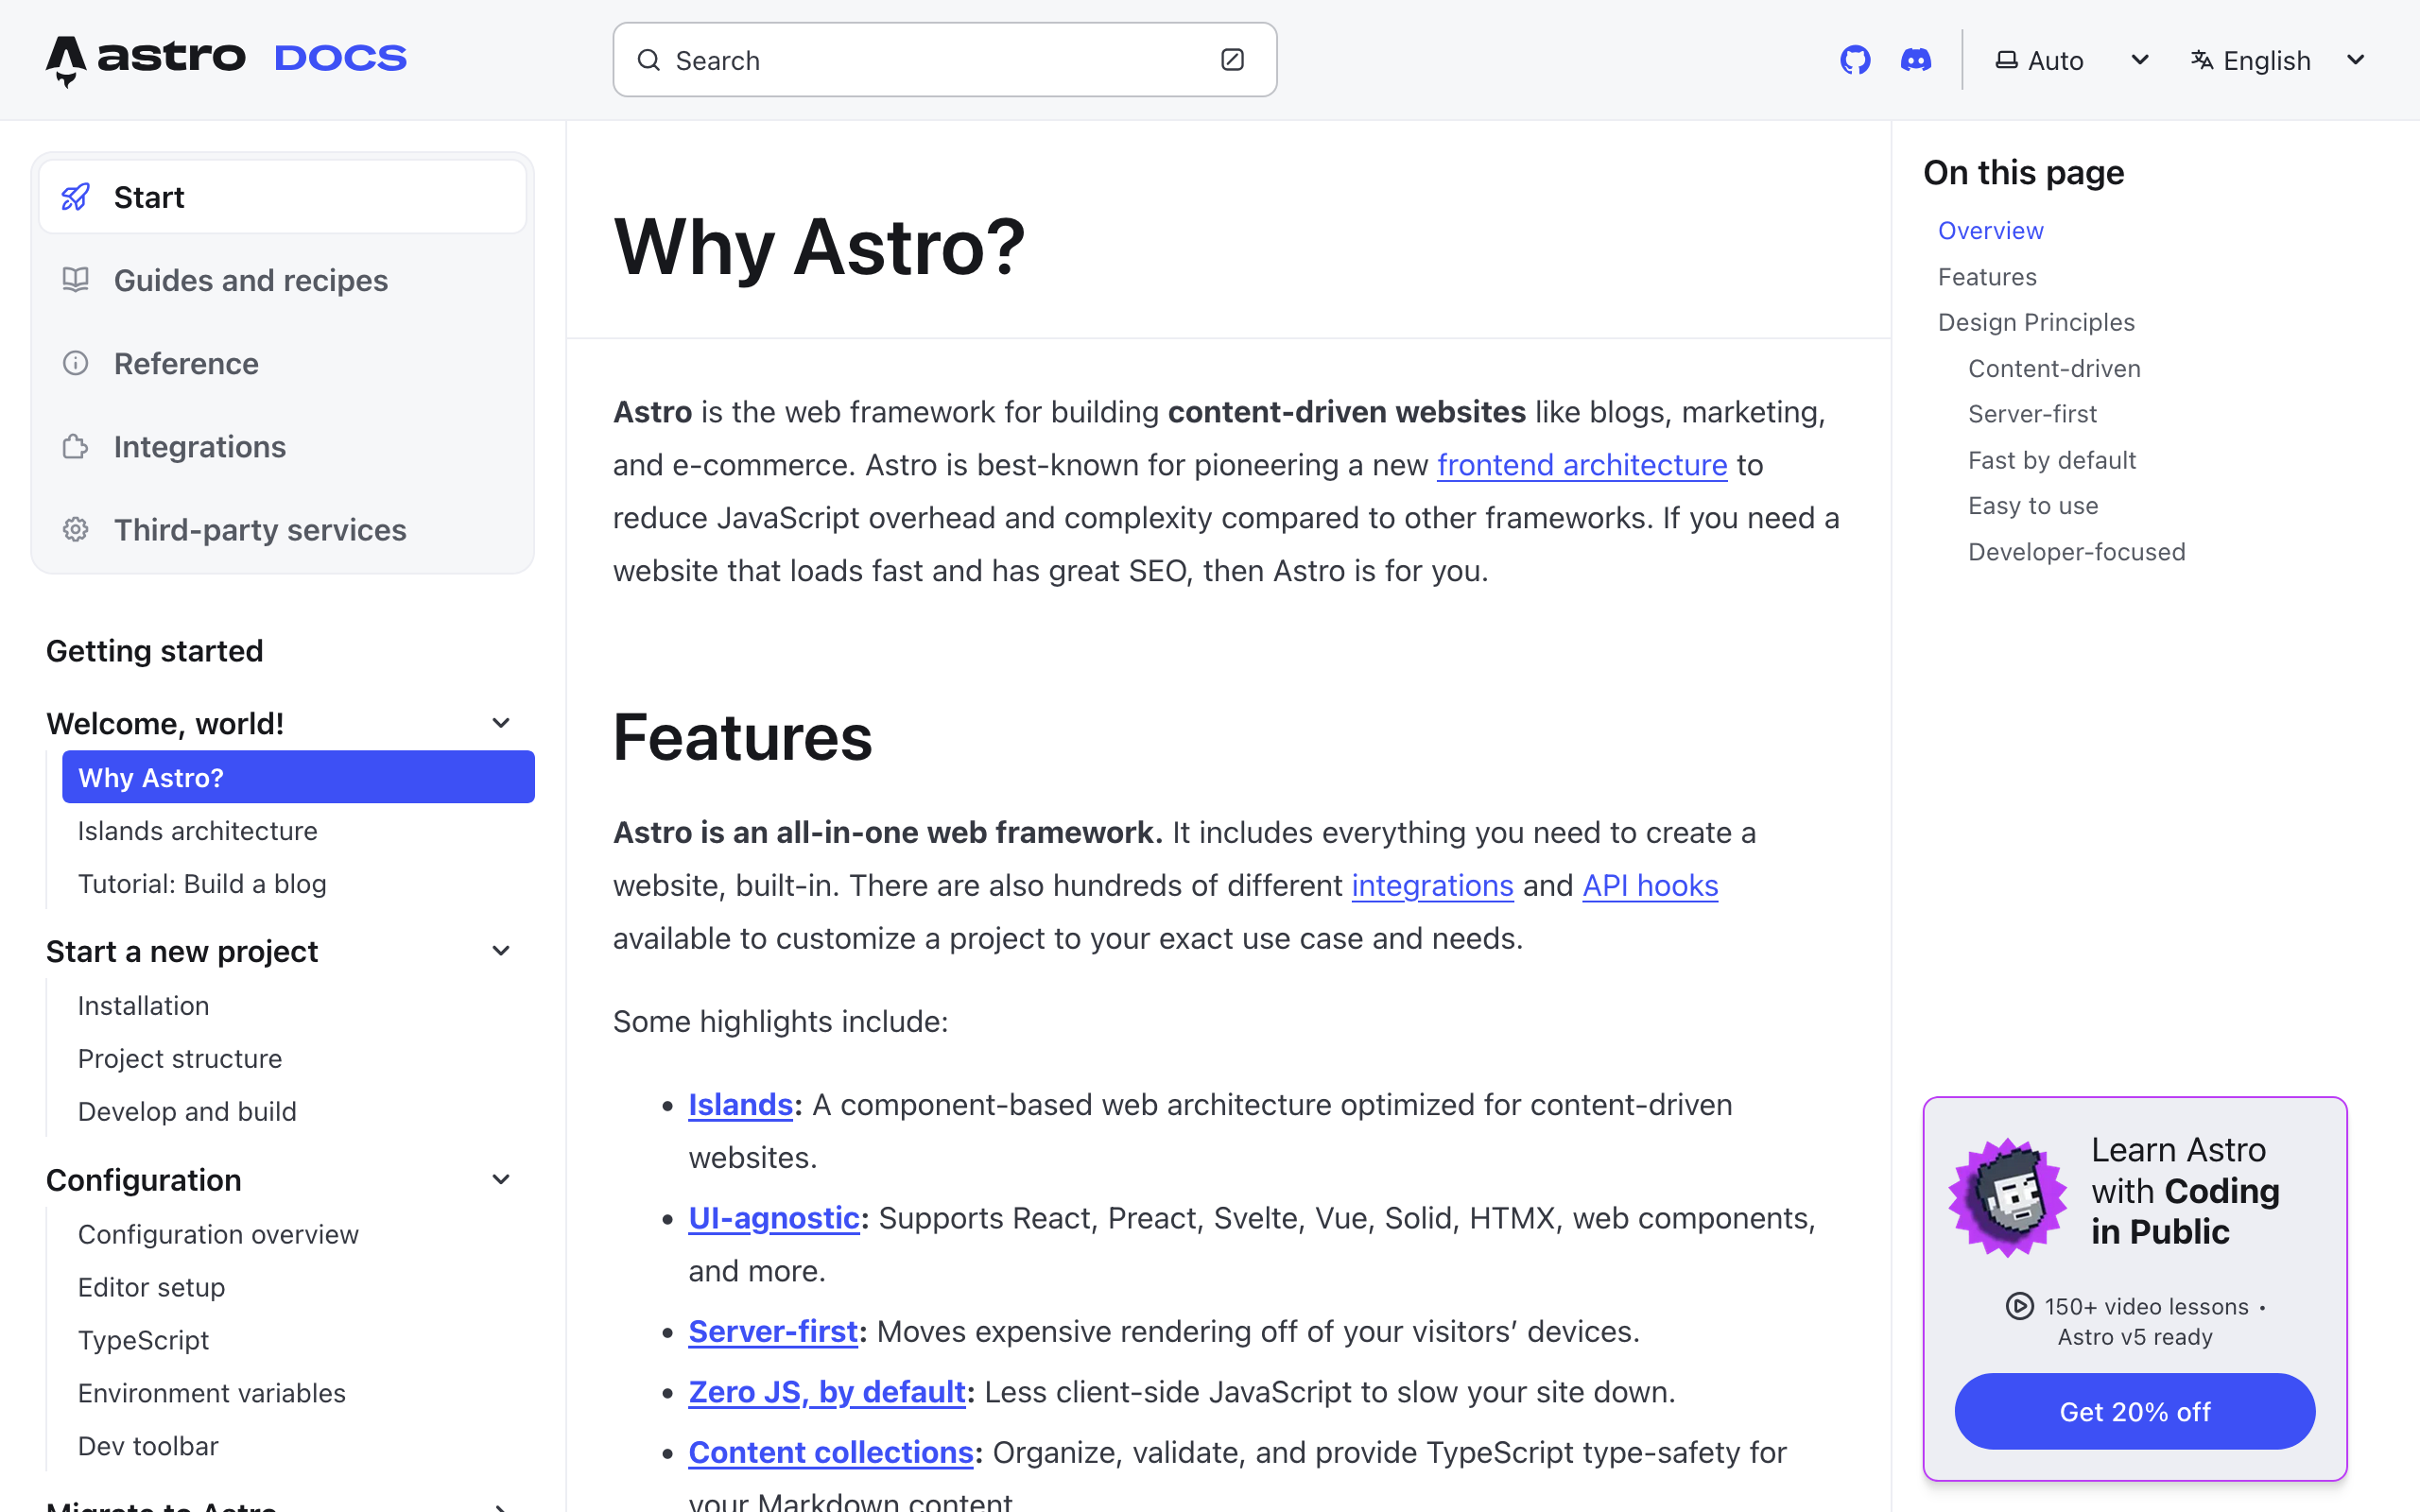 astro DOCS
Search
Auto
English
Start
Guides and recipes
Reference
Integrations
Third-party services
Getting started
Welcome, world!
Why Astro?
Islands architecture
Tutorial: Build a blog
Start a new project
Installation
Project structure
Develop and build
Configuration
Configuration overview
Editor setup
TypeScript
Environment variables
Dev toolbar
Migrate to Astro
Why Astro?
Astro is the web framework for building content-driven websites like blogs, marketing,
and e-commerce. Astro is best-known for pioneering a new frontend architecture to
reduce JavaScript overhead and complexity compared to other frameworks. If you need a
website that loads fast and has great SEO, then Astro is for you.
Features
Astro is an all-in-one web framework. It includes everything you need to create a
website, built-in. There are also hundreds of different integrations and API hooks
available to customize a project to your exact use case and needs.
Some highlights include:
• Islands: A component-based web architecture optimized for content-driven
websites.
• UI-agnostic: Supports React, Preact, Svelte, Vue, Solid, HTMX, web components,
and more.
• Server-first: Moves expensive rendering off of your visitors’ devices.
• Zero JS, by default: Less client-side JavaScript to slow your site down.
• Content collections: Organize, validate, and provide TypeScript type-safety for
your Markdown content
On this page
Overview
Features
Design Principles
Content-driven
Server-first
Fast by default
Easy to use
Developer-focused
Learn Astro
with Coding
in Public
150+ video lessons •
Astro v5 ready
Get 20% off